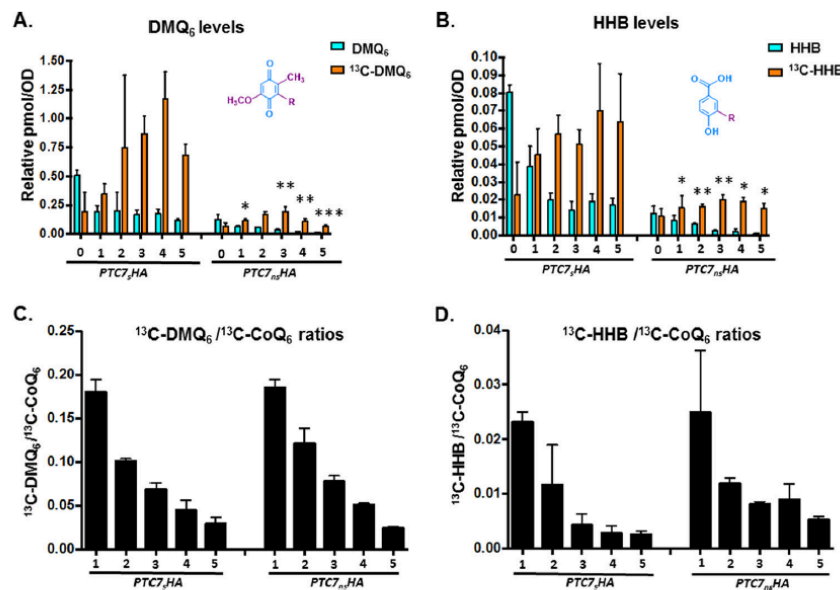 A.
DMQ₆ levels
DMQ₆
¹³C-DMQ₆
Relative pmol/OD
1.50
1.25
1.00
0.75
0.50
0.25
0.00
O
CH₃
H₃CO
R
O
*
**
**
***
0 1 2 3 4 5 0 1 2 3 4 5
PTC7ₛHA PTC7ₙₛHA
B.
HHB levels
HHB
¹³C-HHB
Relative pmol/OD
0.10
0.09
0.08
0.07
0.06
0.05
0.04
0.03
0.02
0.01
0.00
O
OH
R
OH
* ** ** * *
0 1 2 3 4 5 0 1 2 3 4 5
PTC7ₛHA PTC7ₙₛHA
C.
¹³C-DMQ₆ /¹³C-CoQ₆ ratios
¹³C-DMQ₆/¹³C-CoQ₆
0.20
0.15
0.10
0.05
0.00
1 2 3 4 5 1 2 3 4 5
PTC7ₛHA PTC7ₙₛHA
D.
¹³C-HHB /¹³C-CoQ₆ ratios
¹³C-HHB /¹³C-CoQ₆
0.04
0.03
0.02
0.01
0.00
1 2 3 4 5 1 2 3 4 5
PTC7ₛHA PTC7ₙₛHA